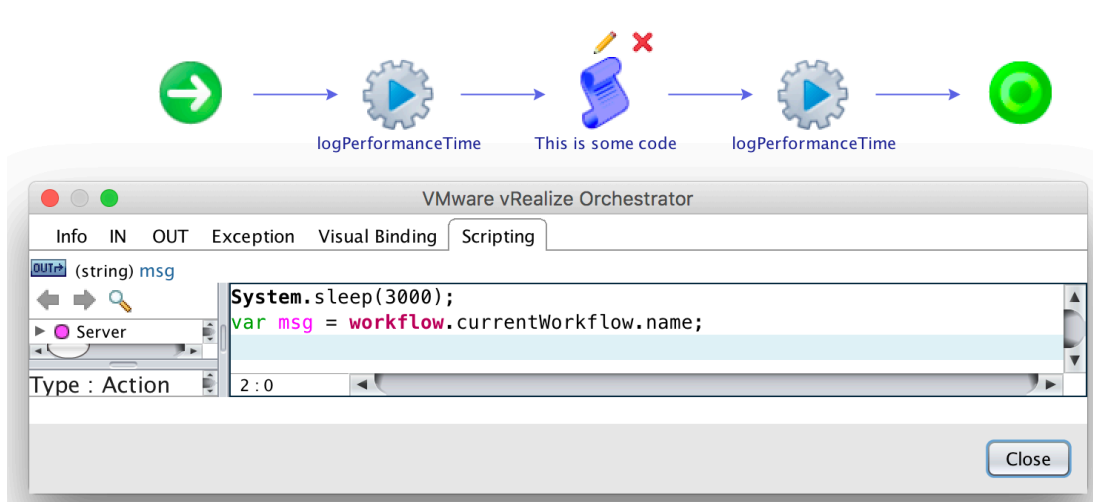 logPerformanceTime
This is some code
logPerformanceTime
VMware vRealize Orchestrator
Info IN OUT Exception Visual Binding Scripting
OUT (string) msg
System.sleep(3000);
var msg = workflow.currentWorkflow.name;
Server
Type : Action
2 : 0
Close